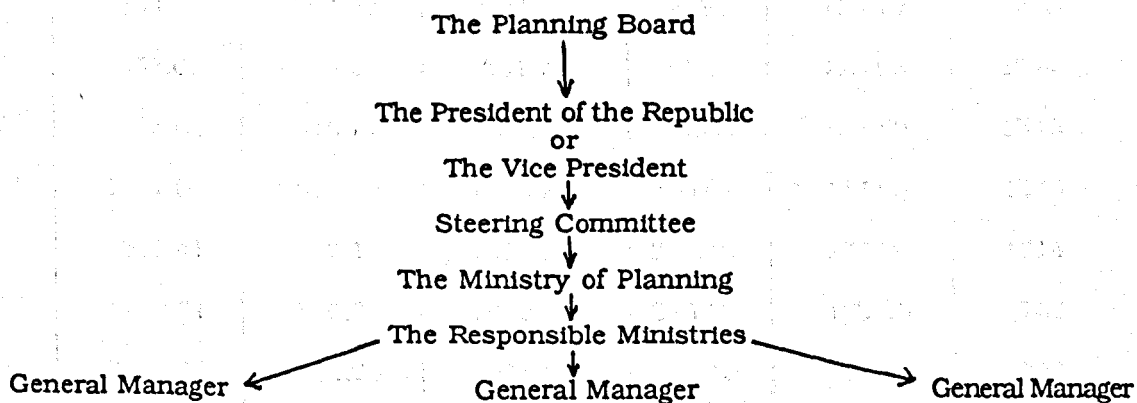 The Planning Board
The President of the Republic
or
The Vice President
Steering Committee
The Ministry of Planning
The Responsible Ministries
General Manager General Manager General Manager